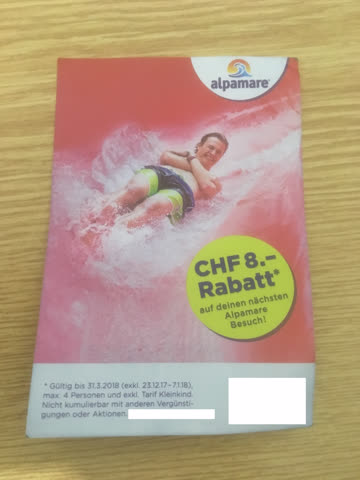 alpamare
CHF 8.–
Rabatt*
auf deinen nächsten
Alpamare
Besuch!
* Gültig bis 31.3.2018 (exkl. 23.12.17–7.1.18),
max. 4 Personen und exkl. Tarif Kleinkind.
Nicht kumulierbar mit anderen Vergünsti-
gungen oder Aktionen.